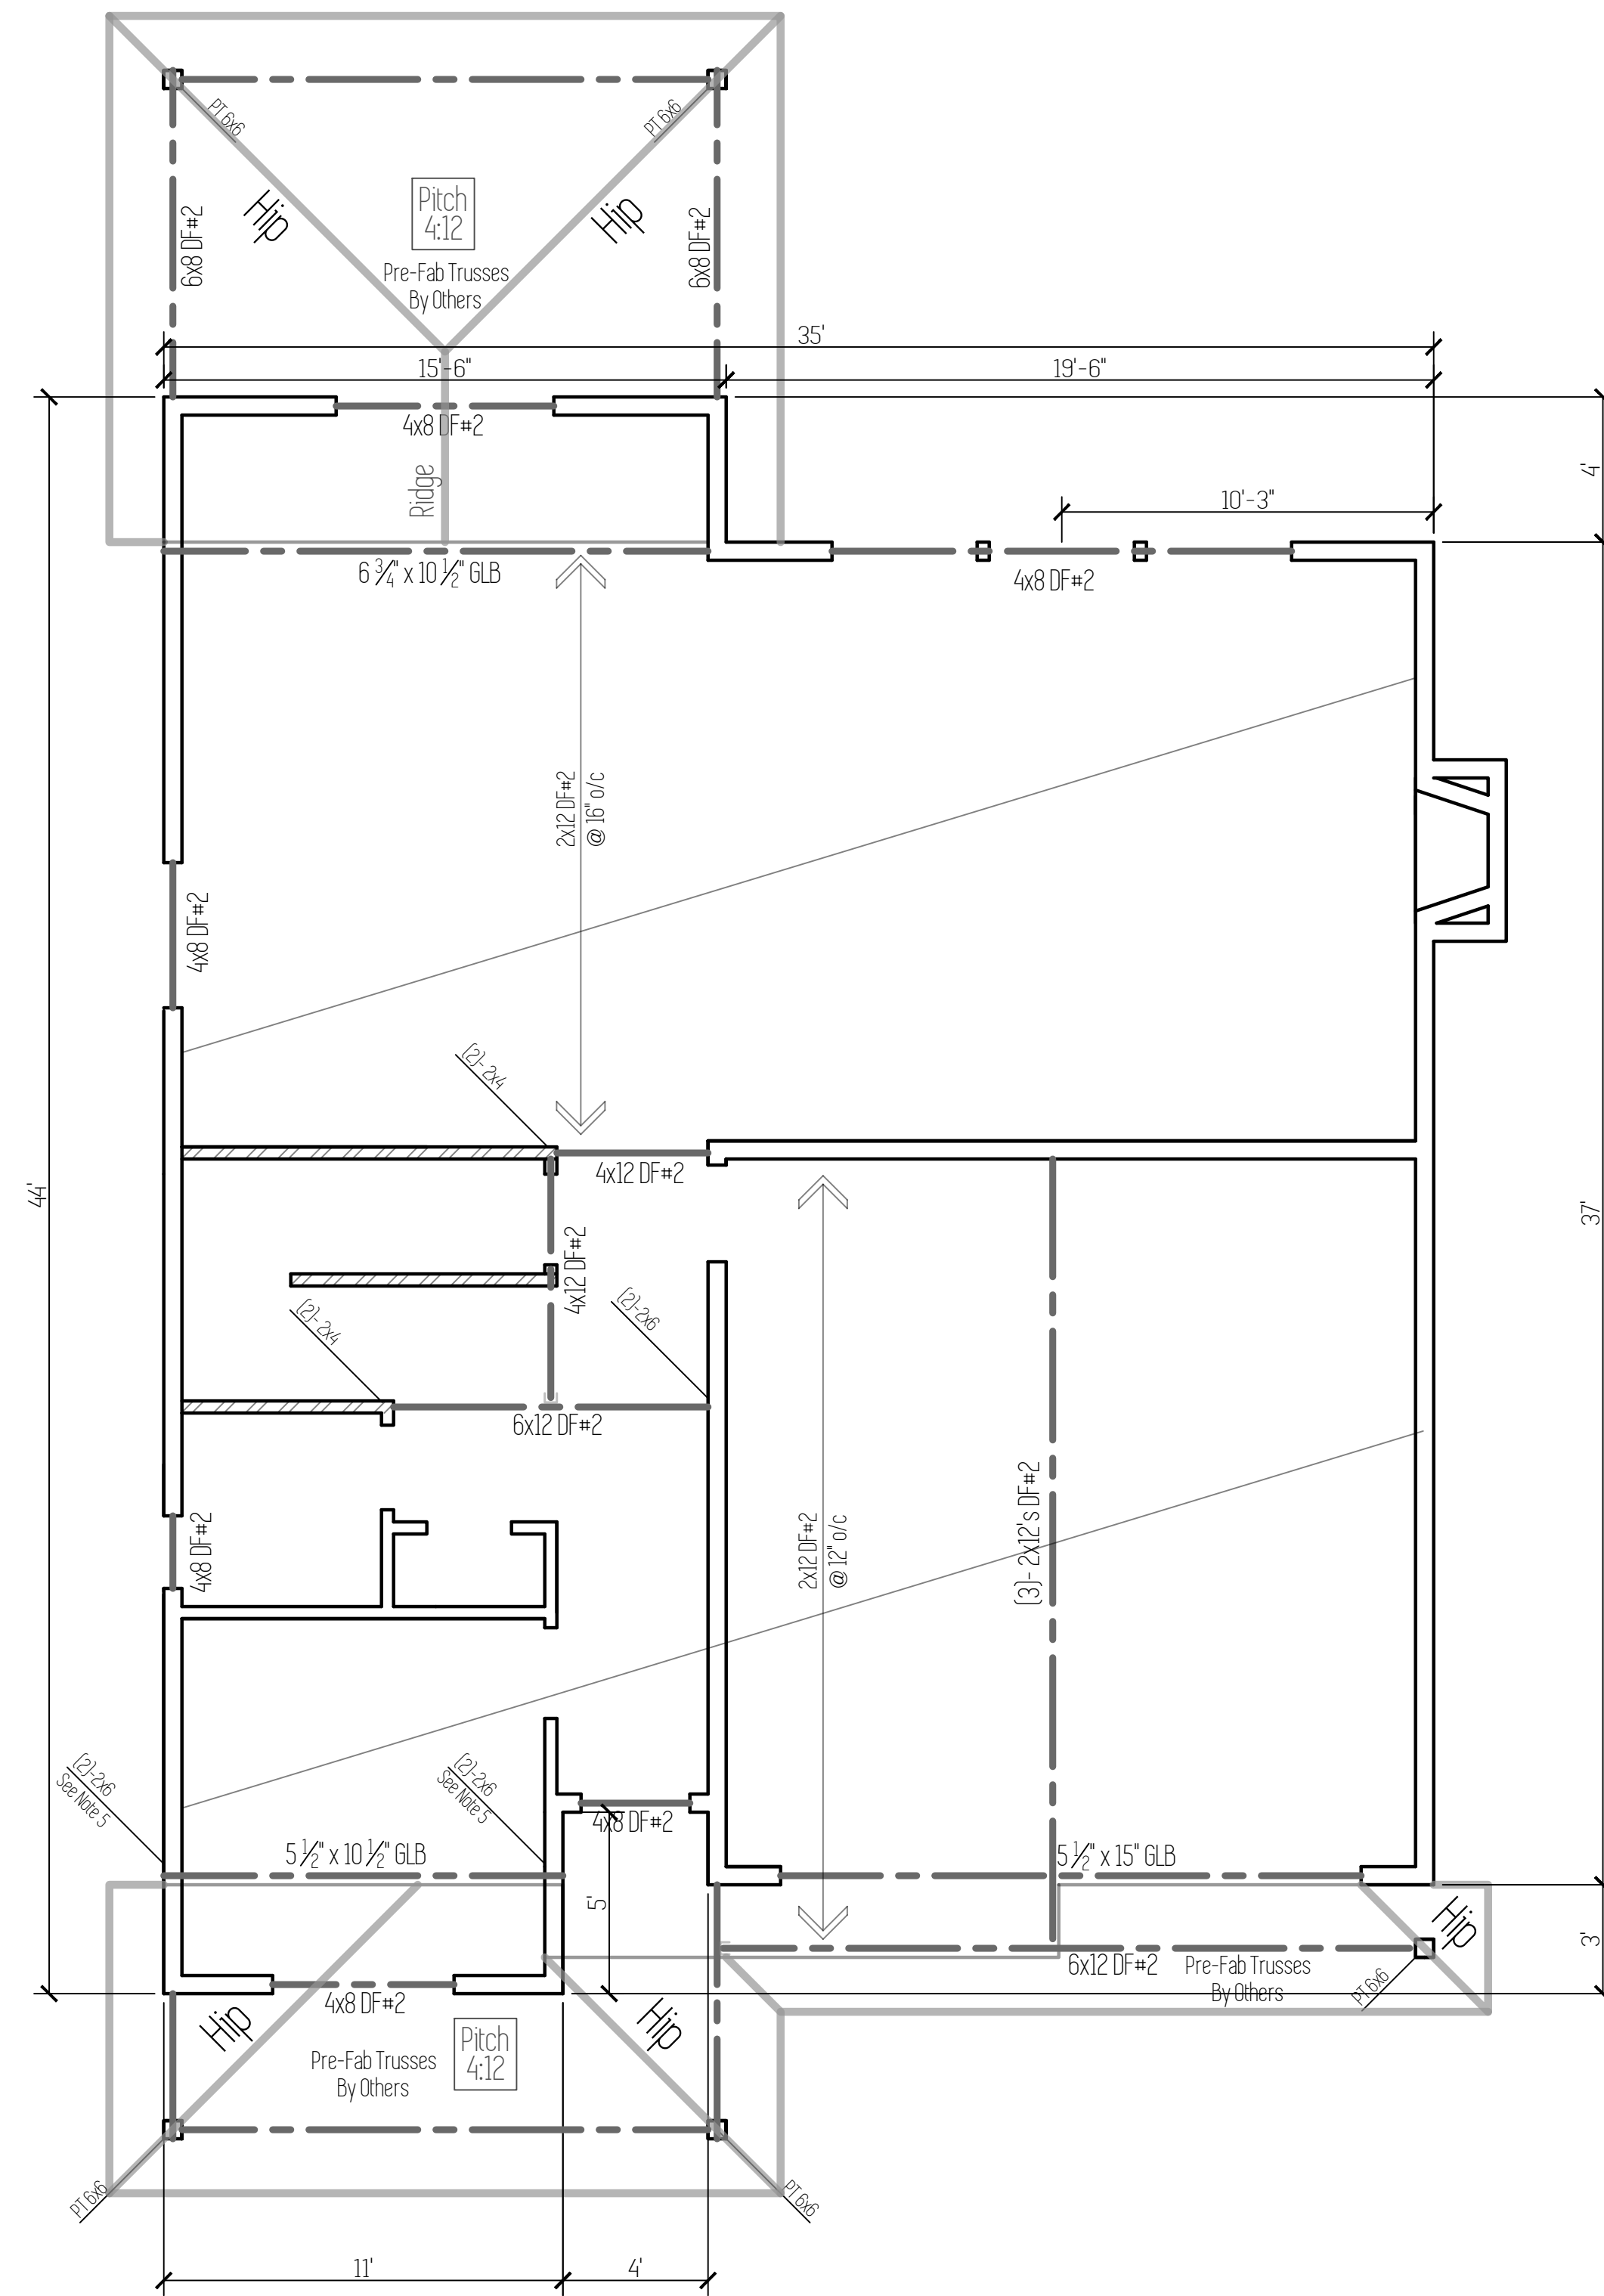 PT 6x6
PT 6x6
Hip
Hip
Pitch
4:12
6x8 DF#2
6x8 DF#2
Pre-Fab Trusses
By Others
35'
15'-6"
19'-6"
4x8 DF#2
Ridge
4'
10'-3"
6 3/4" x 10 1/2" GLB
4x8 DF#2
2x12 DF#2
@ 16" o/c
4x8 DF#2
(2)- 2x4
4x12 DF#2
44'
37'
4x12 DF#2
(2)- 2x4
(2)-2x6
6x12 DF#2
4x8 DF#2
2x12 DF#2
@ 12" o/c
(3)- 2x12's DF#2
(2)-2x6
See Note 5
(2)-2x6
See Note 5
4x8 DF#2
5 1/2" x 10 1/2" GLB
5 1/2" x 15" GLB
5'
Hip
3'
6x12 DF#2
Pre-Fab Trusses
By Others
PT 6x6
4x8 DF#2
Hip
Hip
Pitch
4:12
Pre-Fab Trusses
By Others
PT 6x6
PT 6x6
11'
4'